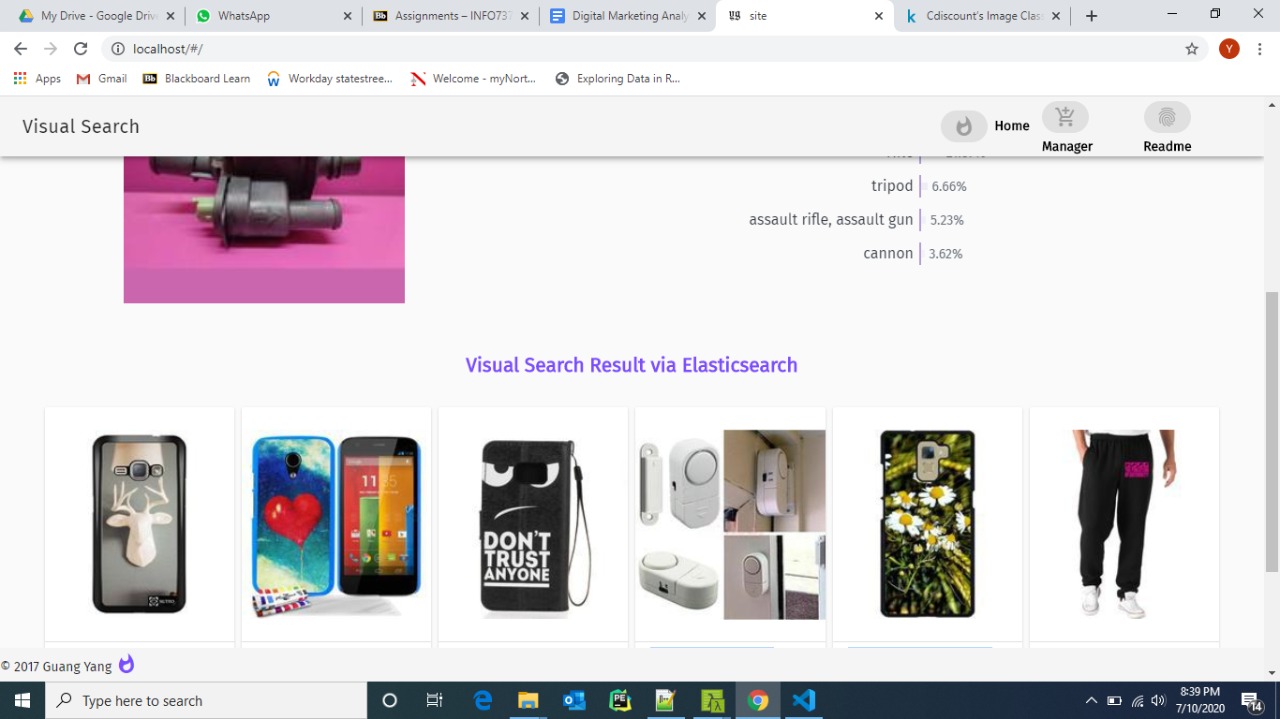 My Drive - Google Driv
WhatsApp
Assignments – INFO737
Digital Marketing Analy
site
Cdiscount's Image Clas
localhost/#/
Y
Apps
Gmail
Blackboard Learn
Workday statestree...
Welcome - myNort...
Exploring Data in R...
Visual Search
Home
Manager
Readme
tripod 6.66%
assault rifle, assault gun 5.23%
cannon 3.62%
Visual Search Result via Elasticsearch
DON'T
TRUST
ANYONE
© 2017 Guang Yang
Type here to search
8:39 PM
7/10/2020
14